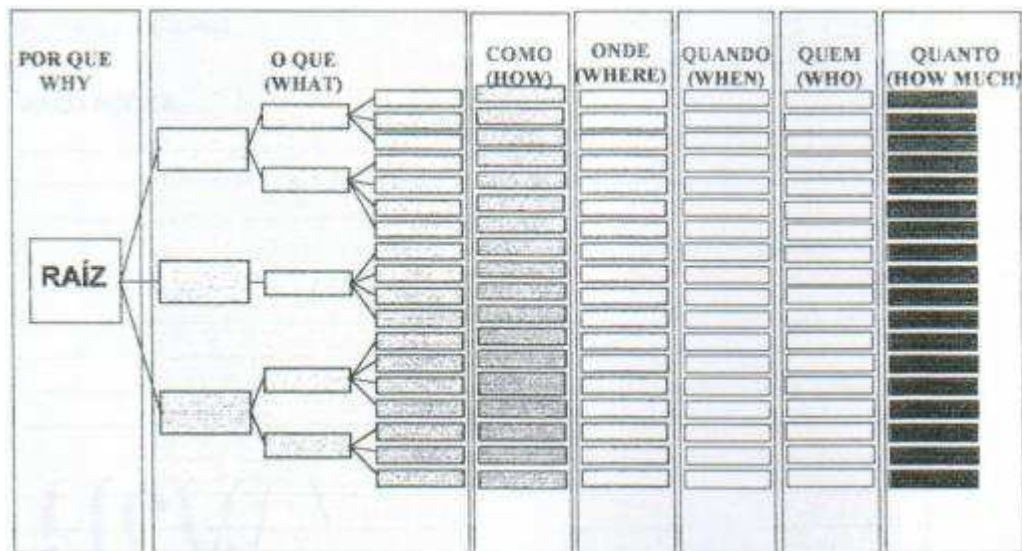 POR QUE
WHY
O QUE
(WHAT)
COMO
(HOW)
ONDE
(WHERE)
QUANDO
(WHEN)
QUEM
(WHO)
QUANTO
(HOW MUCH)
RAÍZ